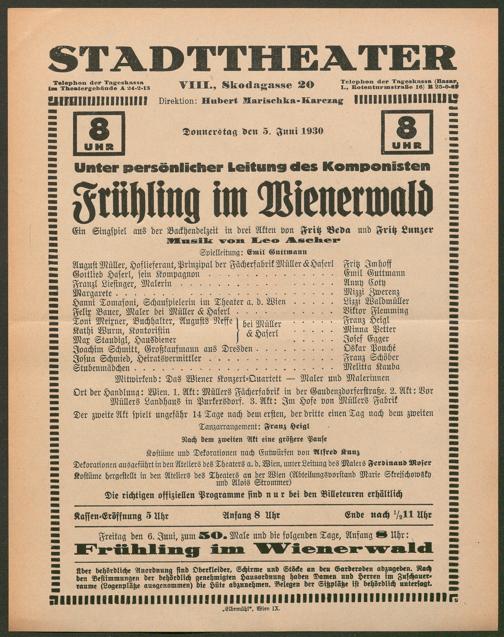 STADTTHEATER
Telephon der Tageskassa
im Theatergebäude A 24-2-13
VIII., Skodagasse 20
Telephon der Tageskassa (Bazar,
I., Rotenturmstraße 16)
Direktion: Hubert Marischka-Karczag
8
UHR
Donnerstag den 5. Juni 1930
8
UHR
Unter persönlicher Leitung des Komponisten
Frühling im Wienerwald
Ein Singspiel aus der Backhendelzeit in drei Akten von Fritz Beda und Fritz Lunzer
Musik von Leo Ascher
Spielleitung: Emil Guttmann
August Müller, Hoflieferant, Prinzipal der Fächerfabrik Müller & Haferl Fritz Imhoff
Gottlieb Haferl, sein Kompagnon Emil Guttmann
Franzl Liefinger, Malerin Anny Coty
Margarete Mizzi Zwerenz
Hanni Tomasoni, Schauspielerin im Theater a. d. Wien Lizzi Waldmüller
Felix Bauer, Maler bei Müller & Haferl Viktor Flemming
Toni Meixner, Buchhalter, Augusts Neffe Franz Heigl
Kathi Wurm, Kontoristin bei Müller & Haferl Minna Petter
Max Staudigl, Hausdiener Josef Egger
Joachim Schmitt, Großkaufmann aus Dresden Oskar Pouché
Josua Schmied, Heiratsvermittler Franz Schöber
Stubenmädchen Melitta Kauba
Mitwirkend: Das Wiener Konzert-Quartett — Maler und Malerinnen
Ort der Handlung: Wien. 1. Akt: Müllers Fächerfabrik in der Gaudenzdorferstraße. 2. Akt: Vor
Müllers Landhaus in Purkersdorf. 3. Akt: Im Hofe von Müllers Fabrik
Der zweite Akt spielt ungefähr 14 Tage nach dem ersten, der dritte einen Tag nach dem zweiten
Tanzarrangement: Franz Heigl
Nach dem zweiten Akt eine größere Pause
Kostüme und Dekorationen nach Entwürfen von Alfred Kunz
Dekorationen ausgeführt in den Ateliers des Theaters a. d. Wien, unter Leitung des Malers Ferdinand Moser
Kostüme hergestellt in den Ateliers des Theaters an der Wien (Abteilungsvorstand Marie Skreischowsky
und Alois Strommer)
Die richtigen offiziellen Programme sind nur bei den Billeteuren erhältlich
Kassen-Eröffnung 5 Uhr Anfang 8 Uhr Ende nach ½11 Uhr
Freitag den 6. Juni, zum 50. Male und die folgenden Tage, Anfang 8 Uhr:
Frühling im Wienerwald
Über behördliche Anordnung sind Oberkleider, Schirme und Stöcke an den Garderoben abzugeben. Nach
den Bestimmungen der behördlich genehmigten Hausordnung haben Damen und Herren im Zuschauer-
raume (Logenplätze ausgenommen) die Hüte abzunehmen. Belegen der Sitzplätze ist behördlich untersagt.
„Elbemühl“, Wien IX.